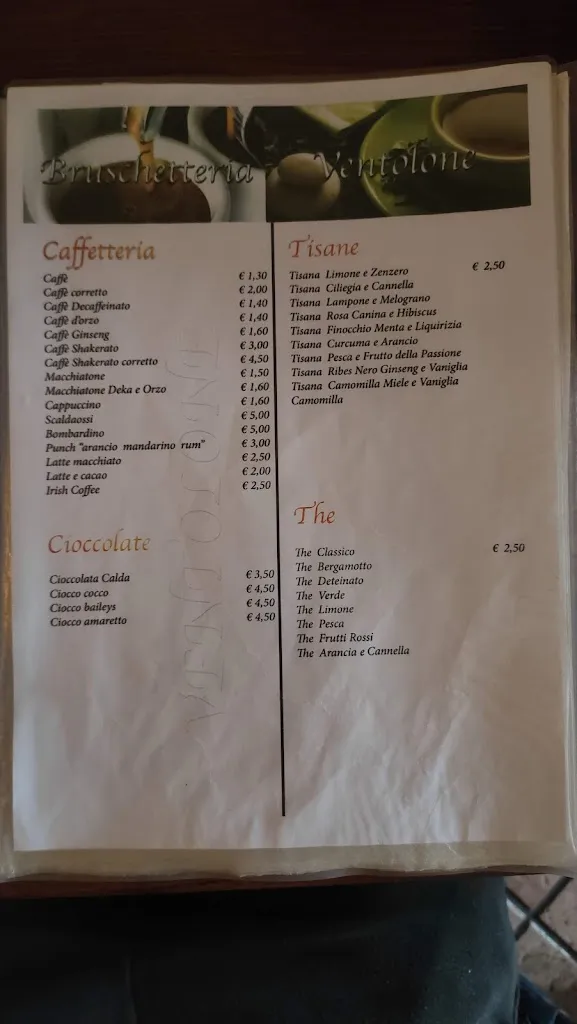 Bruschetteria Ventolone
Caffetteria
Caffè € 1,30
Caffè corretto € 2,00
Caffè Decaffeinato € 1,40
Caffè d'orzo € 1,40
Caffè Ginseng € 1,60
Caffè Shakerato € 3,00
Caffè Shakerato corretto € 4,50
Macchiatone € 1,50
Macchiatone Deka e Orzo € 1,60
Cappuccino € 1,60
Scaldaossi € 5,00
Bombardino € 5,00
Punch "arancio mandarino rum" € 3,00
Latte macchiato € 2,50
Latte e cacao € 2,00
Irish Coffee € 2,50
Cioccolate
Cioccolata Calda € 3,50
Ciocco cocco € 4,50
Ciocco baileys € 4,50
Ciocco amaretto € 4,50
Tisane
Tisana Limone e Zenzero € 2,50
Tisana Ciliegia e Cannella
Tisana Lampone e Melograno
Tisana Rosa Canina e Hibiscus
Tisana Finocchio Menta e Liquirizia
Tisana Curcuma e Arancio
Tisana Pesca e Frutto della Passione
Tisana Ribes Nero Ginseng e Vaniglia
Tisana Camomilla Miele e Vaniglia
Camomilla
The
The Classico € 2,50
The Bergamotto
The Deteinato
The Verde
The Limone
The Pesca
The Frutti Rossi
The Arancia e Cannella